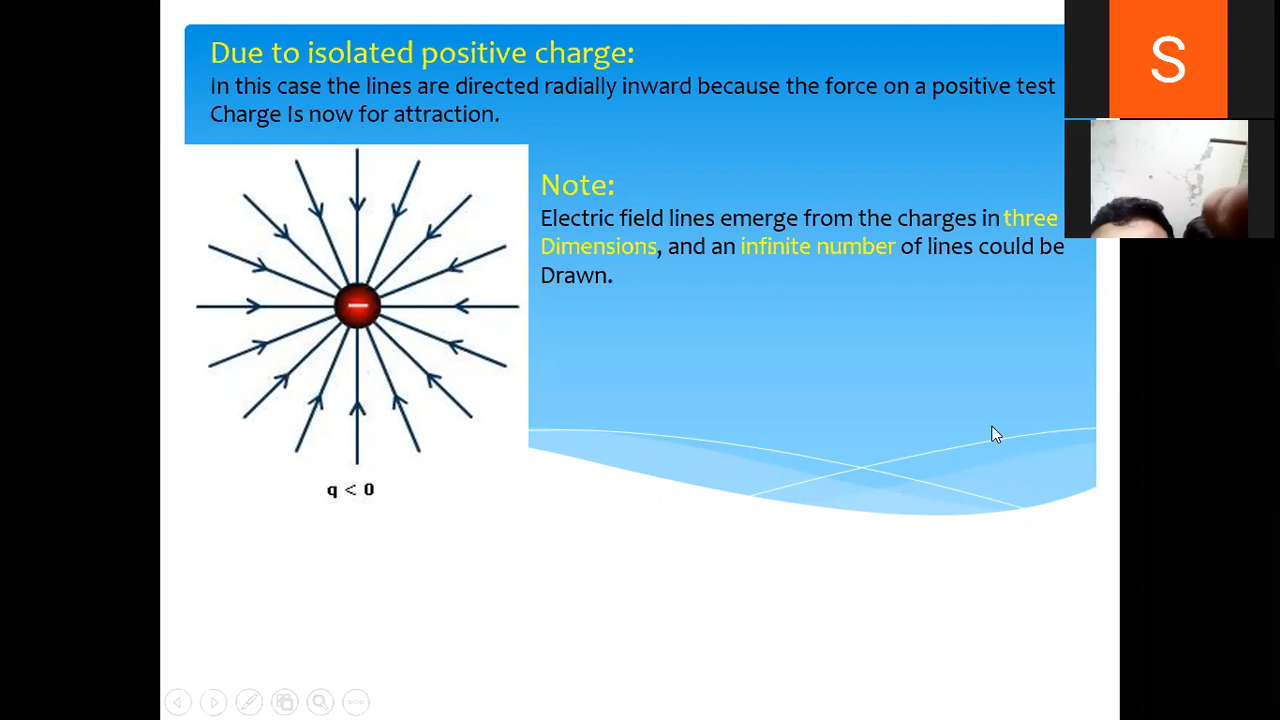 Due to isolated positive charge:
In this case the lines are directed radially inward because the force on a positive test
Charge Is now for attraction.
S
Note:
Electric field lines emerge from the charges in three
Dimensions, and an infinite number of lines could be
Drawn.
q < 0